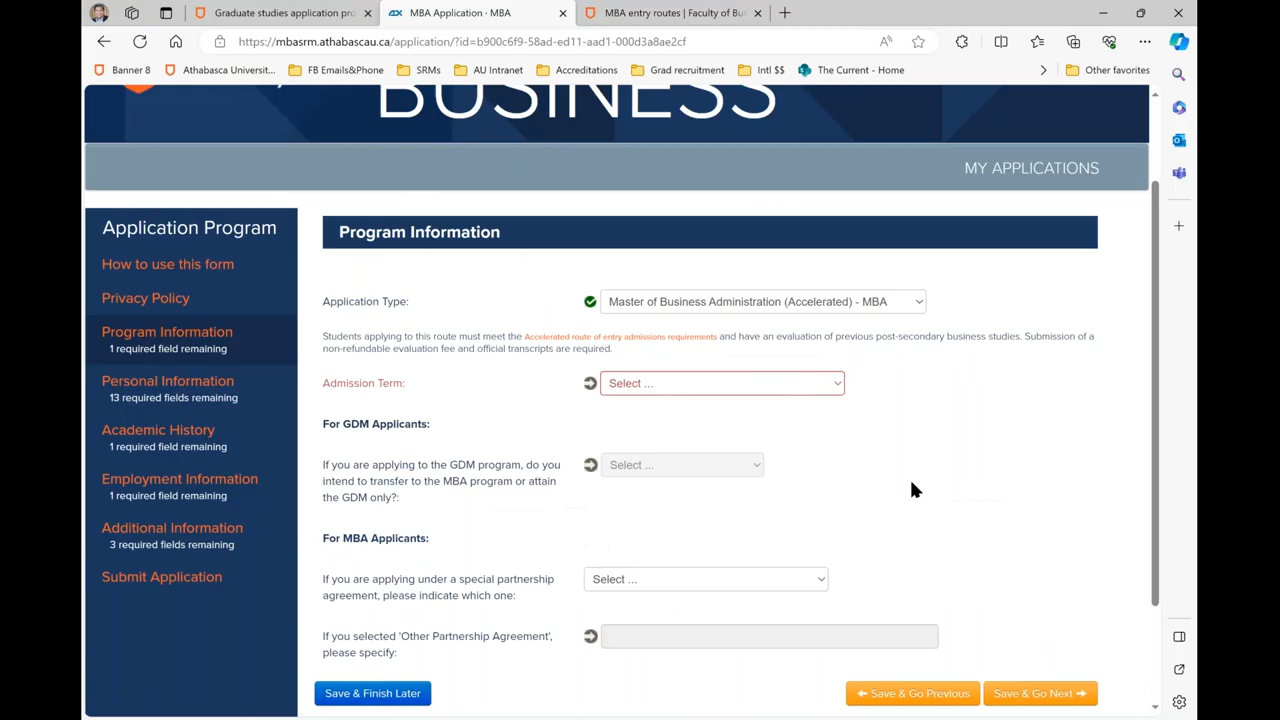 Graduate studies application pro
MBA Application · MBA
MBA entry routes | Faculty of Bu
https://mbasrm.athabascau.ca/application/?id=b900c6f9-58ad-ed11-aad1-000d3a8ae2cf
Banner 8
Athabasca Universit...
FB Emails&Phone
SRMs
AU Intranet
Accreditations
Grad recruitment
Intl $$
The Current - Home
Other favorites
BUSINESS
MY APPLICATIONS
Application Program
How to use this form
Privacy Policy
Program Information
1 required field remaining
Personal Information
13 required fields remaining
Academic History
1 required field remaining
Employment Information
1 required field remaining
Additional Information
3 required fields remaining
Submit Application
Program Information
Application Type:
Master of Business Administration (Accelerated) - MBA
Students applying to this route must meet the Accelerated route of entry admissions requirements and have an evaluation of previous post-secondary business studies. Submission of a
non-refundable evaluation fee and official transcripts are required.
Admission Term:
Select ...
For GDM Applicants:
If you are applying to the GDM program, do you
intend to transfer to the MBA program or attain
the GDM only?:
Select ...
For MBA Applicants:
If you are applying under a special partnership
agreement, please indicate which one:
Select ...
If you selected 'Other Partnership Agreement',
please specify:
Save & Finish Later
Save & Go Previous
Save & Go Next